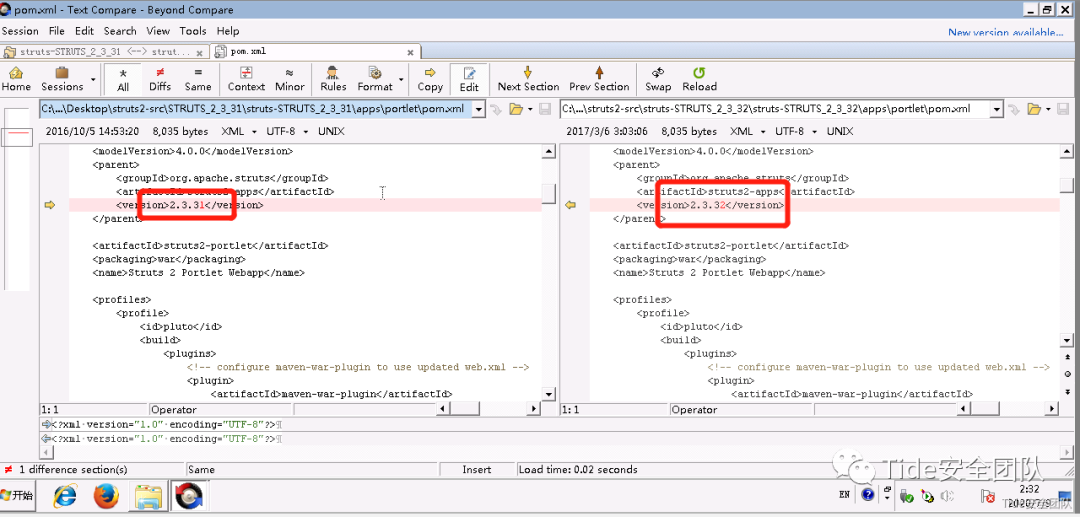 pom.xml - Text Compare - Beyond Compare
Session File Edit Search View Tools Help
New version available...
struts-STRUTS_2_3_31 <--> strut...
pom.xml
Home Sessions All Diffs Same Context Minor Rules Format Copy Edit Next Section Prev Section Swap Reload
C:\...\Desktop\struts2-src\STRUTS_2_3_31\struts-STRUTS_2_3_31\apps\portlet\pom.xml
2016/10/5 14:53:20 8,035 bytes XML UTF-8 UNIX
<modelVersion>4.0.0</modelVersion>
<parent>
<groupId>org.apache.struts</groupId>
apps</artifactId>
<version>2.3.31</version>
</parent>
<artifactId>struts2-portlet</artifactId>
<packaging>war</packaging>
<name>Struts 2 Portlet Webapp</name>
<profiles>
<profile>
<id>pluto</id>
<build>
<plugins>
<!-- configure maven-war-plugin to use updated web.xml -->
<plugin>
<artifactId>maven-war-plugin</artifactId>
1: 1 Operator
C:\...\struts2-src\struts-STRUTS_2_3_32\struts-STRUTS_2_3_32\apps\portlet\pom.xml
2017/3/6 3:03:06 8,035 bytes XML UTF-8 UNIX
<modelVersion>4.0.0</modelVersion>
<parent>
<groupId>org.apache.struts</groupId>
<artifactId>struts2-apps</artifactId>
<version>2.3.32</version>
</parent>
<artifactId>struts2-portlet</artifactId>
<packaging>war</packaging>
<name>Struts 2 Portlet Webapp</name>
<profiles>
<profile>
<id>pluto</id>
<build>
<plugins>
<!-- configure maven-war-plugin to use updated web.xml -->
<plugin>
<artifactId>maven-war-plugin</artifactId>
1: 1 Operator
<?xml·version="1.0"·encoding="UTF-8"?>¶
<?xml·version="1.0"·encoding="UTF-8"?>¶
1 difference section(s) Same Insert Load time: 0.02 seconds
Tide安全团队
开始
EN
2:32
TIDE安全团队